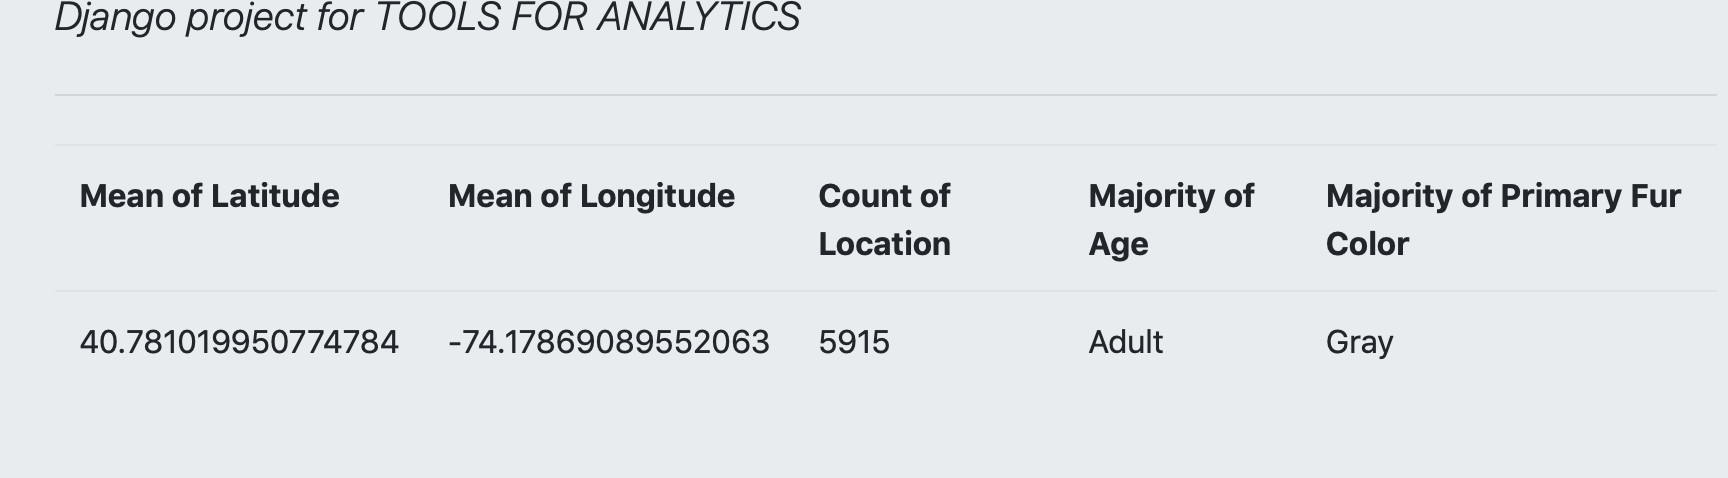 Django project for TOOLS FOR ANALYTICS
Mean of Latitude
Mean of Longitude
Count of
Location
Majority of
Age
Majority of Primary Fur
Color
40.781019950774784
-74.17869089552063
5915
Adult
Gray